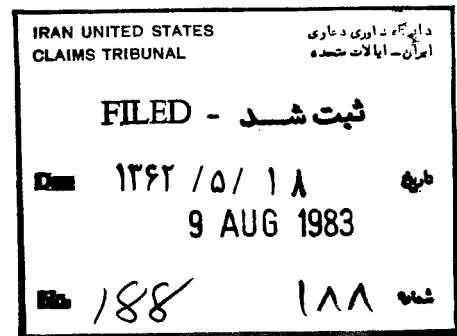 IRAN UNITED STATES دادگاه داوری دعاوی
CLAIMS TRIBUNAL ایران - ایالات متحده
FILED - ثبت شد
Date ۱۳۶۲ /۵/ ۱۸ تاریخ
9 AUG 1983
No. 188 ۱۸۸ شماره